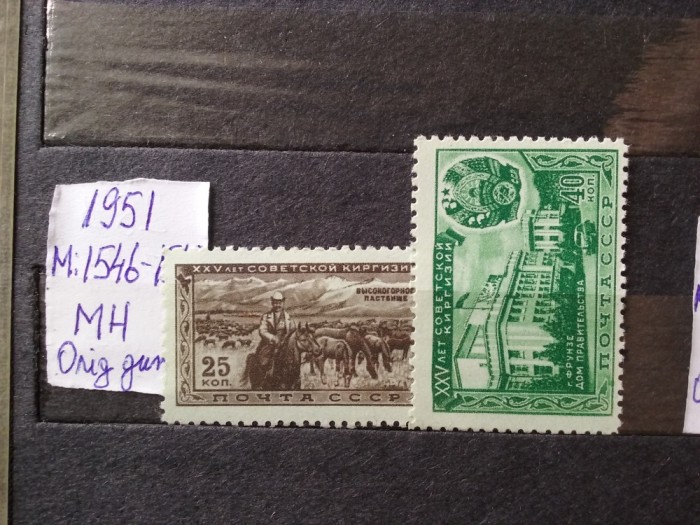 1951
Mi: 1546-
MH
Orig gum
XXV ЛЕТ СОВЕТСКОЙ КИРГИЗИИ
ВЫСОКОГОРНОЕ
ПАСТБИЩЕ
25
КОП.
ПОЧТА СССР
XXV ЛЕТ СОВЕТСКОЙ
КИРГИЗИИ
40
КОП
г. ФРУНЗЕ
ДОМ ПРАВИТЕЛЬСТВА
ПОЧТА СССР